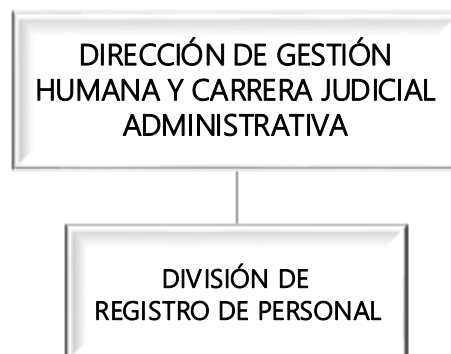 DIRECCIÓN DE GESTIÓN
HUMANA Y CARRERA JUDICIAL
ADMINISTRATIVA
DIVISIÓN DE
REGISTRO DE PERSONAL